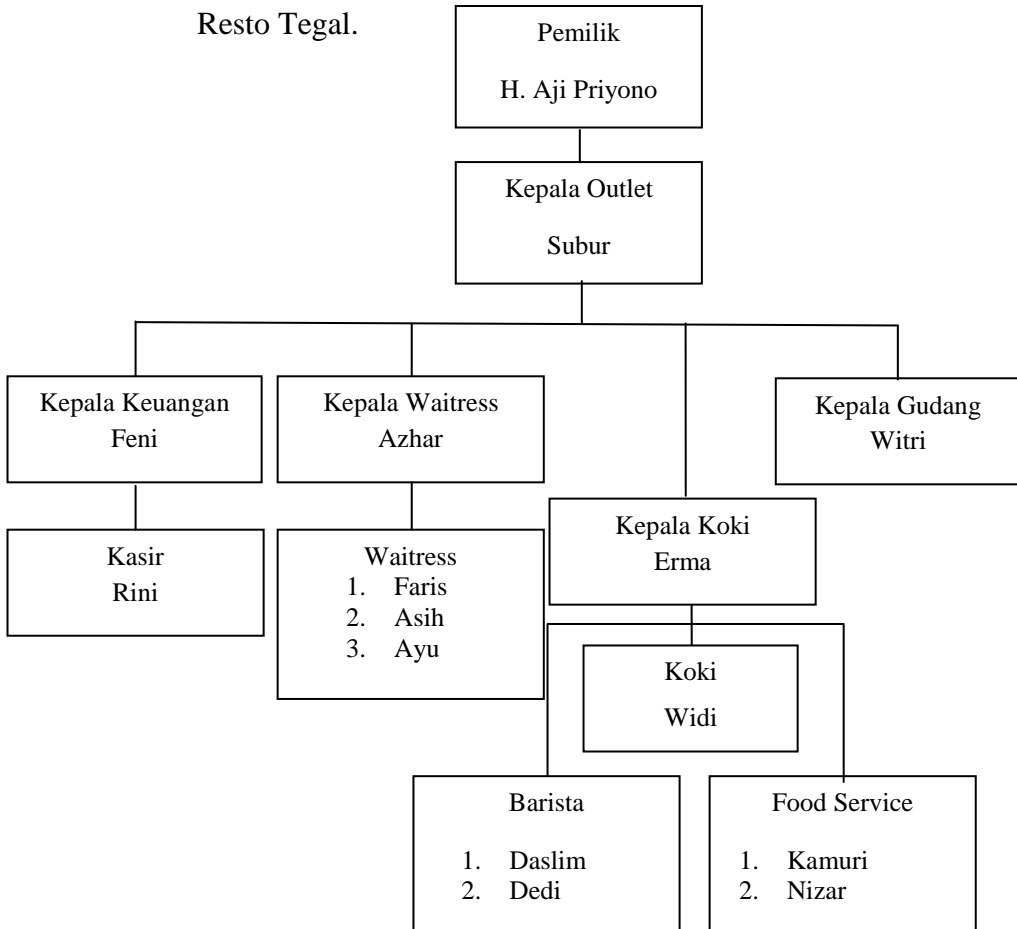 Resto Tegal.
Pemilik
H. Aji Priyono
Kepala Outlet
Subur
Kepala Keuangan
Feni
Kepala Waitress
Azhar
Kepala Gudang
Witri
Kasir
Rini
Waitress
1. Faris
2. Asih
3. Ayu
Kepala Koki
Erma
Koki
Widi
Barista
1. Daslim
2. Dedi
Food Service
1. Kamuri
2. Nizar